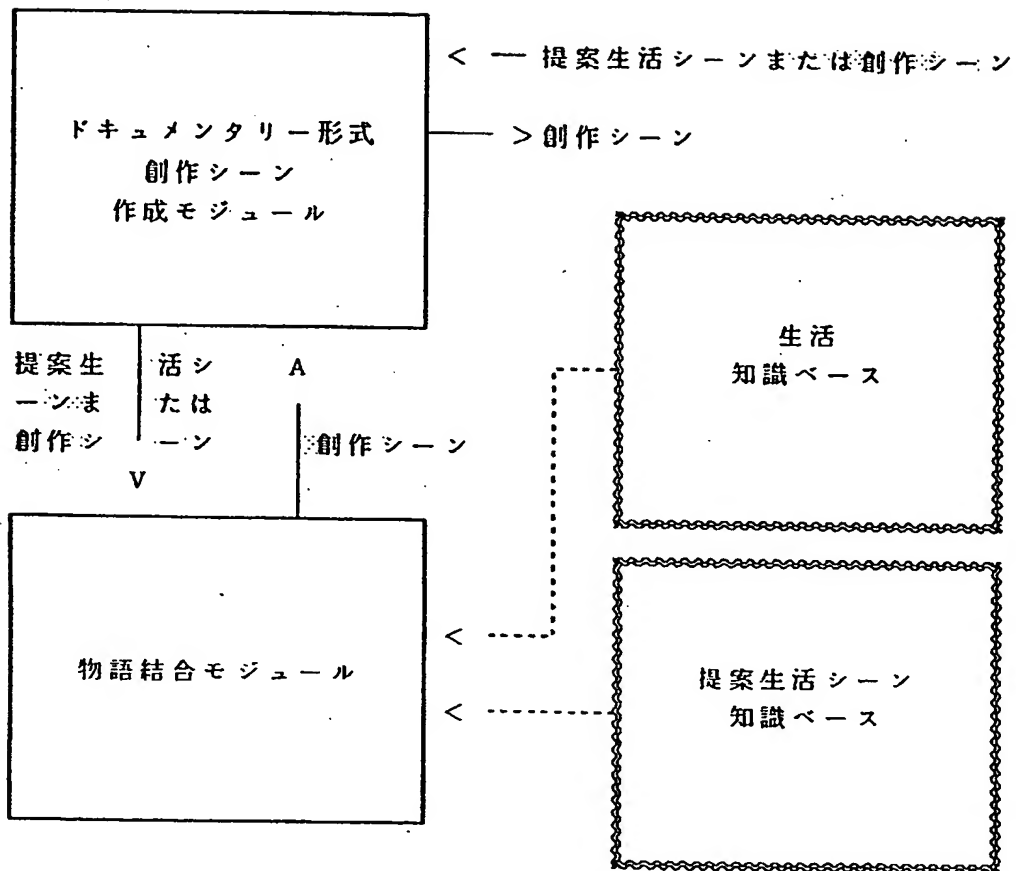 < — 提案生活シーンまたは創作シーン
ドキュメンタリー形式
創作シーン
作成モジュール
> 創作シーン
生活
知識ベース
提案生活シ
ーンまたは
創作シーン
A
創作シーン
V
<
物語結合モジュール
<
提案生活シーン
知識ベース